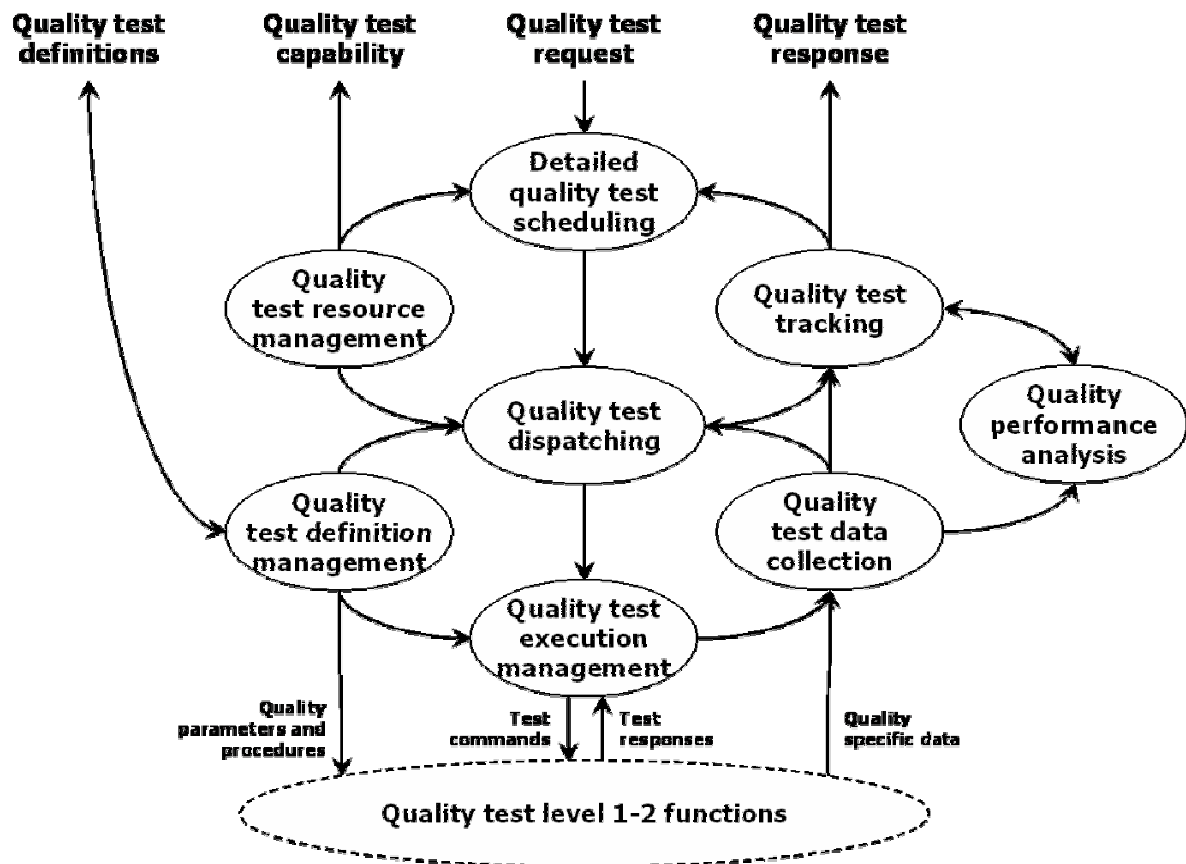 Quality test
definitions
Quality test
capability
Quality test
request
Quality test
response
Detailed
quality test
scheduling
Quality
test resource
management
Quality test
tracking
Quality test
dispatching
Quality
performance
analysis
Quality
test definition
management
Quality
test data
collection
Quality test
execution
management
Quality
parameters and
procedures
Test
commands
Test
responses
Quality
specific data
Quality test level 1-2 functions